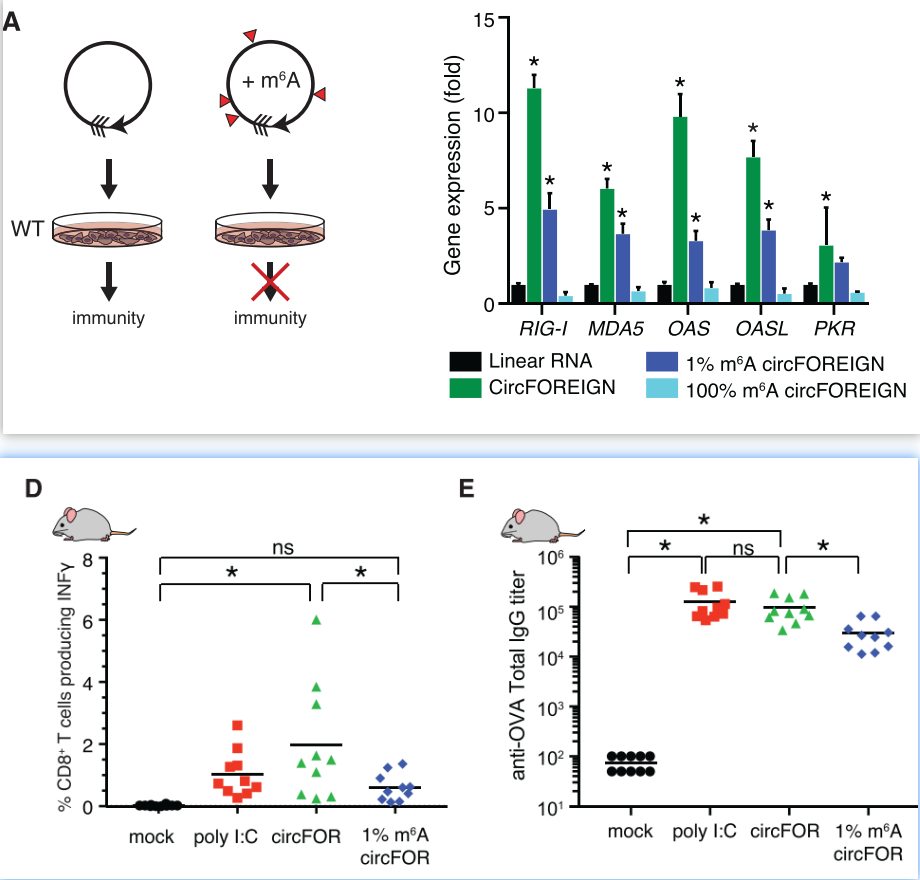 A
+ m⁶A
WT
immunity
immunity
Gene expression (fold)
15
10
5
0
*
*
*
*
*
*
*
*
*
RIG-I MDA5 OAS OASL PKR
Linear RNA
CircFOREIGN
1% m⁶A circFOREIGN
100% m⁶A circFOREIGN
D
% CD8⁺ T cells producing INFγ
8
6
4
2
0
ns
*
*
mock poly I:C circFOR 1% m⁶A
circFOR
E
anti-OVA Total IgG titer
10⁶
10⁵
10⁴
10³
10²
10¹
*
* ns *
mock poly I:C circFOR 1% m⁶A
circFOR